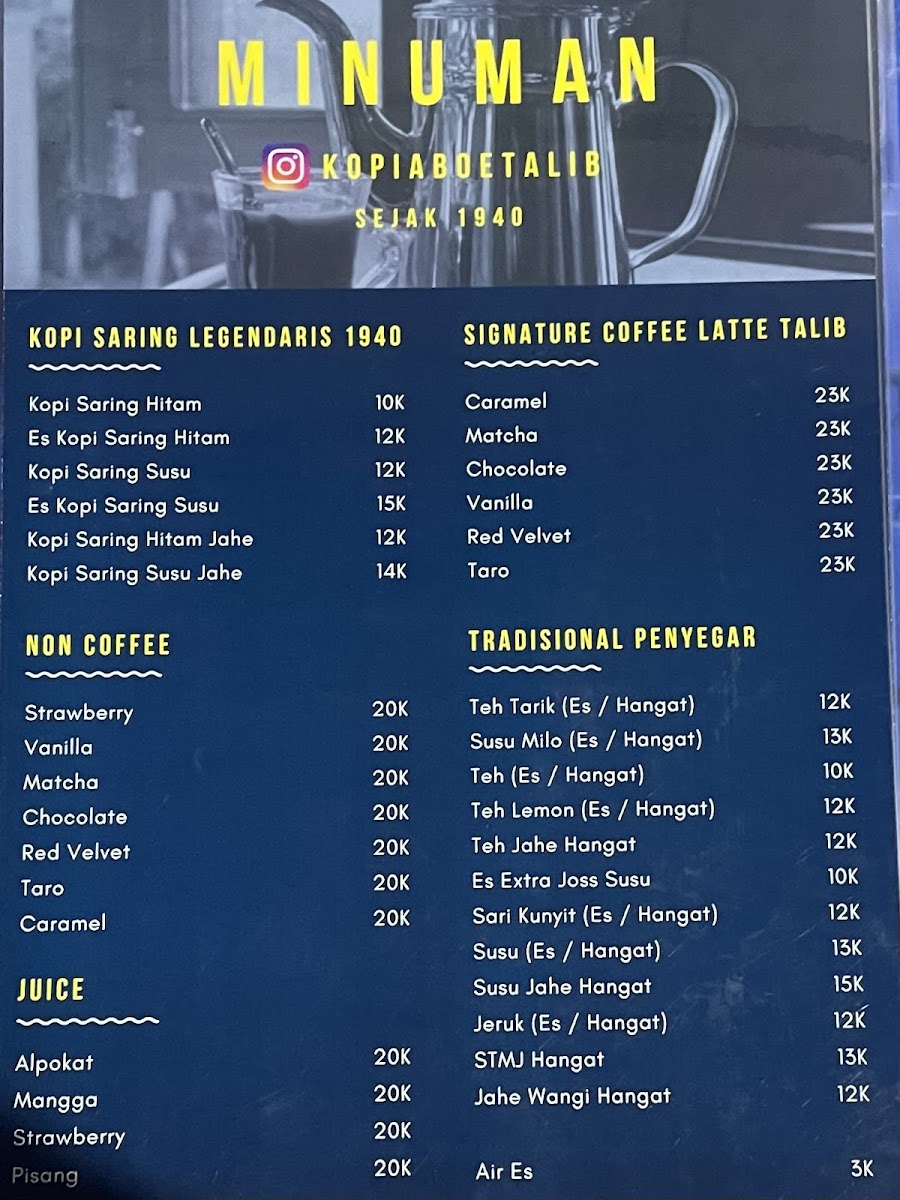 MINUMAN
KOPIABOETALIB
SEJAK 1940
KOPI SARING LEGENDARIS 1940
Kopi Saring Hitam 10K
Es Kopi Saring Hitam 12K
Kopi Saring Susu 12K
Es Kopi Saring Susu 15K
Kopi Saring Hitam Jahe 12K
Kopi Saring Susu Jahe 14K
NON COFFEE
Strawberry 20K
Vanilla 20K
Matcha 20K
Chocolate 20K
Red Velvet 20K
Taro 20K
Caramel 20K
JUICE
Alpokat 20K
Mangga 20K
Strawberry 20K
Pisang 20K
SIGNATURE COFFEE LATTE TALIB
Caramel 23K
Matcha 23K
Chocolate 23K
Vanilla 23K
Red Velvet 23K
Taro 23K
TRADISIONAL PENYEGAR
Teh Tarik (Es / Hangat) 12K
Susu Milo (Es / Hangat) 13K
Teh (Es / Hangat) 10K
Teh Lemon (Es / Hangat) 12K
Teh Jahe Hangat 12K
Es Extra Joss Susu 10K
Sari Kunyit (Es / Hangat) 12K
Susu (Es / Hangat) 13K
Susu Jahe Hangat 15K
Jeruk (Es / Hangat) 12K
STMJ Hangat 13K
Jahe Wangi Hangat 12K
Air Es 3K